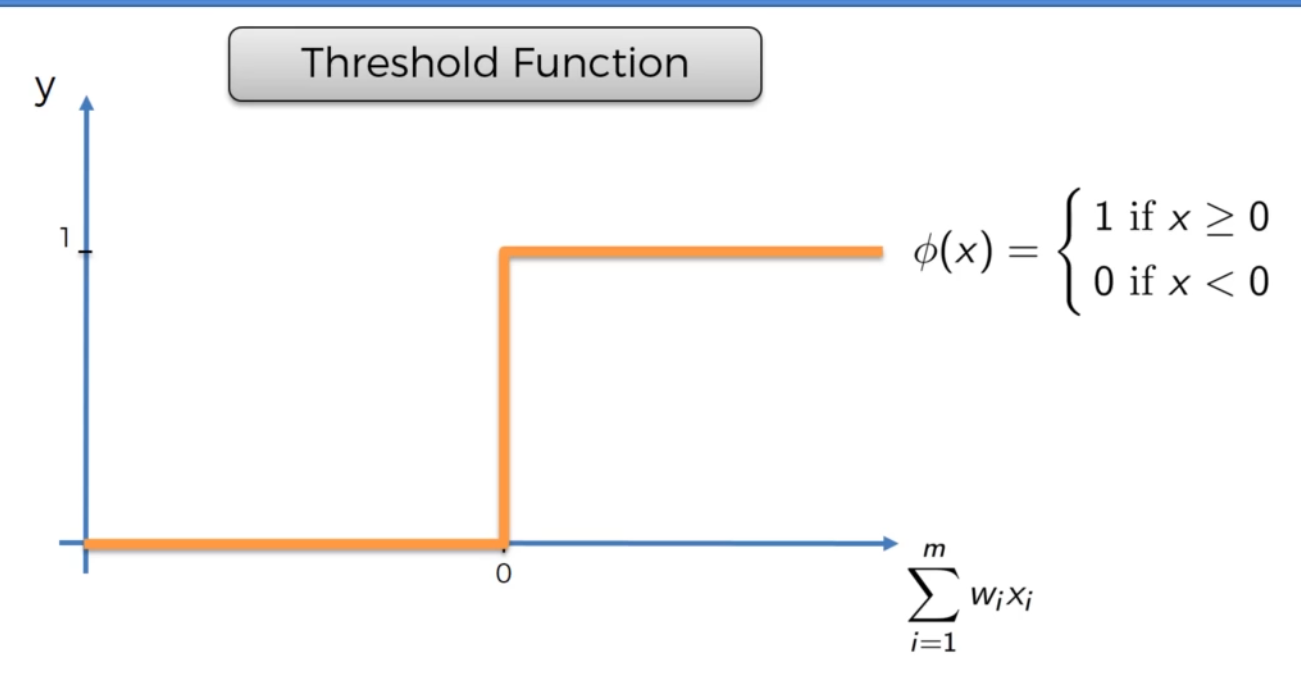 Threshold Function
y
1
ϕ(x) = { 1 if x ≥ 0
0 if x < 0
0
m
∑ wᵢxᵢ
i=1